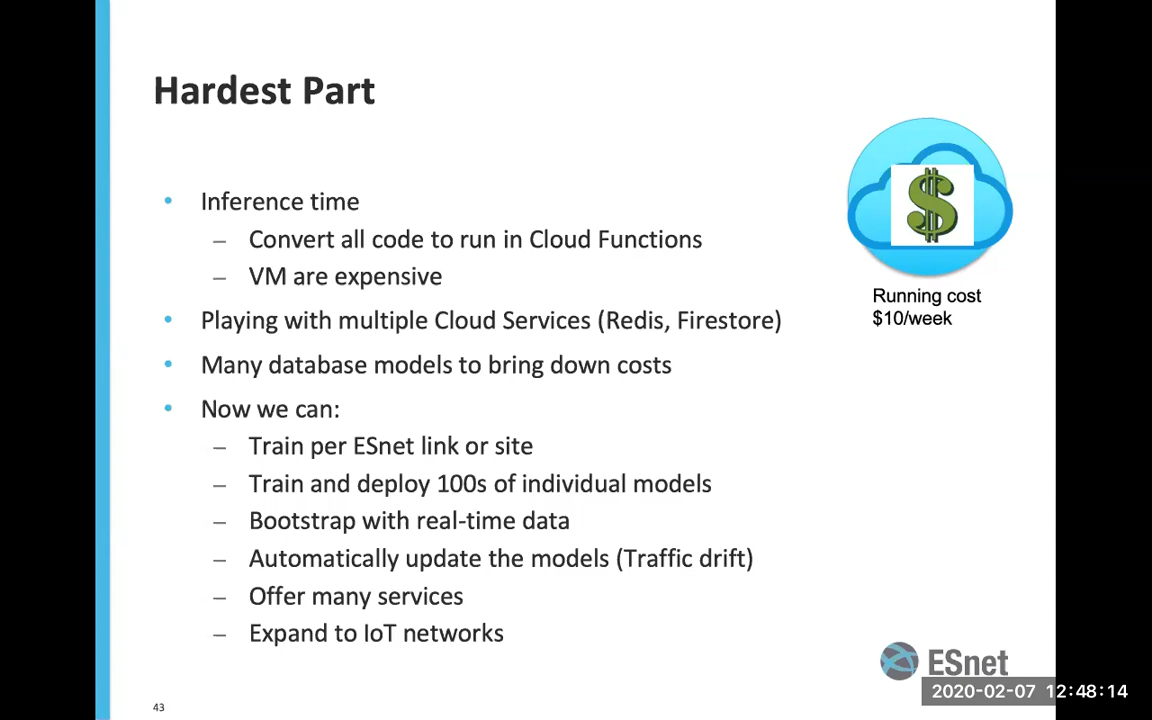 Hardest Part
• Inference time
– Convert all code to run in Cloud Functions
– VM are expensive
• Playing with multiple Cloud Services (Redis, Firestore)
• Many database models to bring down costs
• Now we can:
– Train per ESnet link or site
– Train and deploy 100s of individual models
– Bootstrap with real-time data
– Automatically update the models (Traffic drift)
– Offer many services
– Expand to IoT networks
$
Running cost
$10/week
ESnet
2020-02-07 12:48:14
43